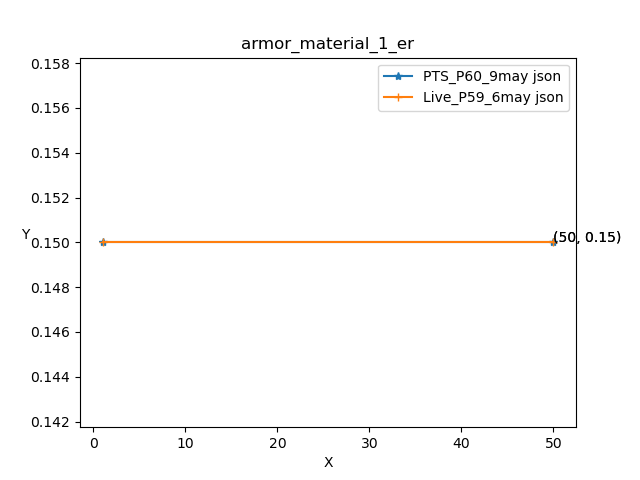 armor_material_1_er
PTS_P60_9may json
Live_P59_6may json
0.158
0.156
0.154
0.152
0.150
0.148
0.146
0.144
0.142
Y
(50, 0.15)
0 10 20 30 40 50
X